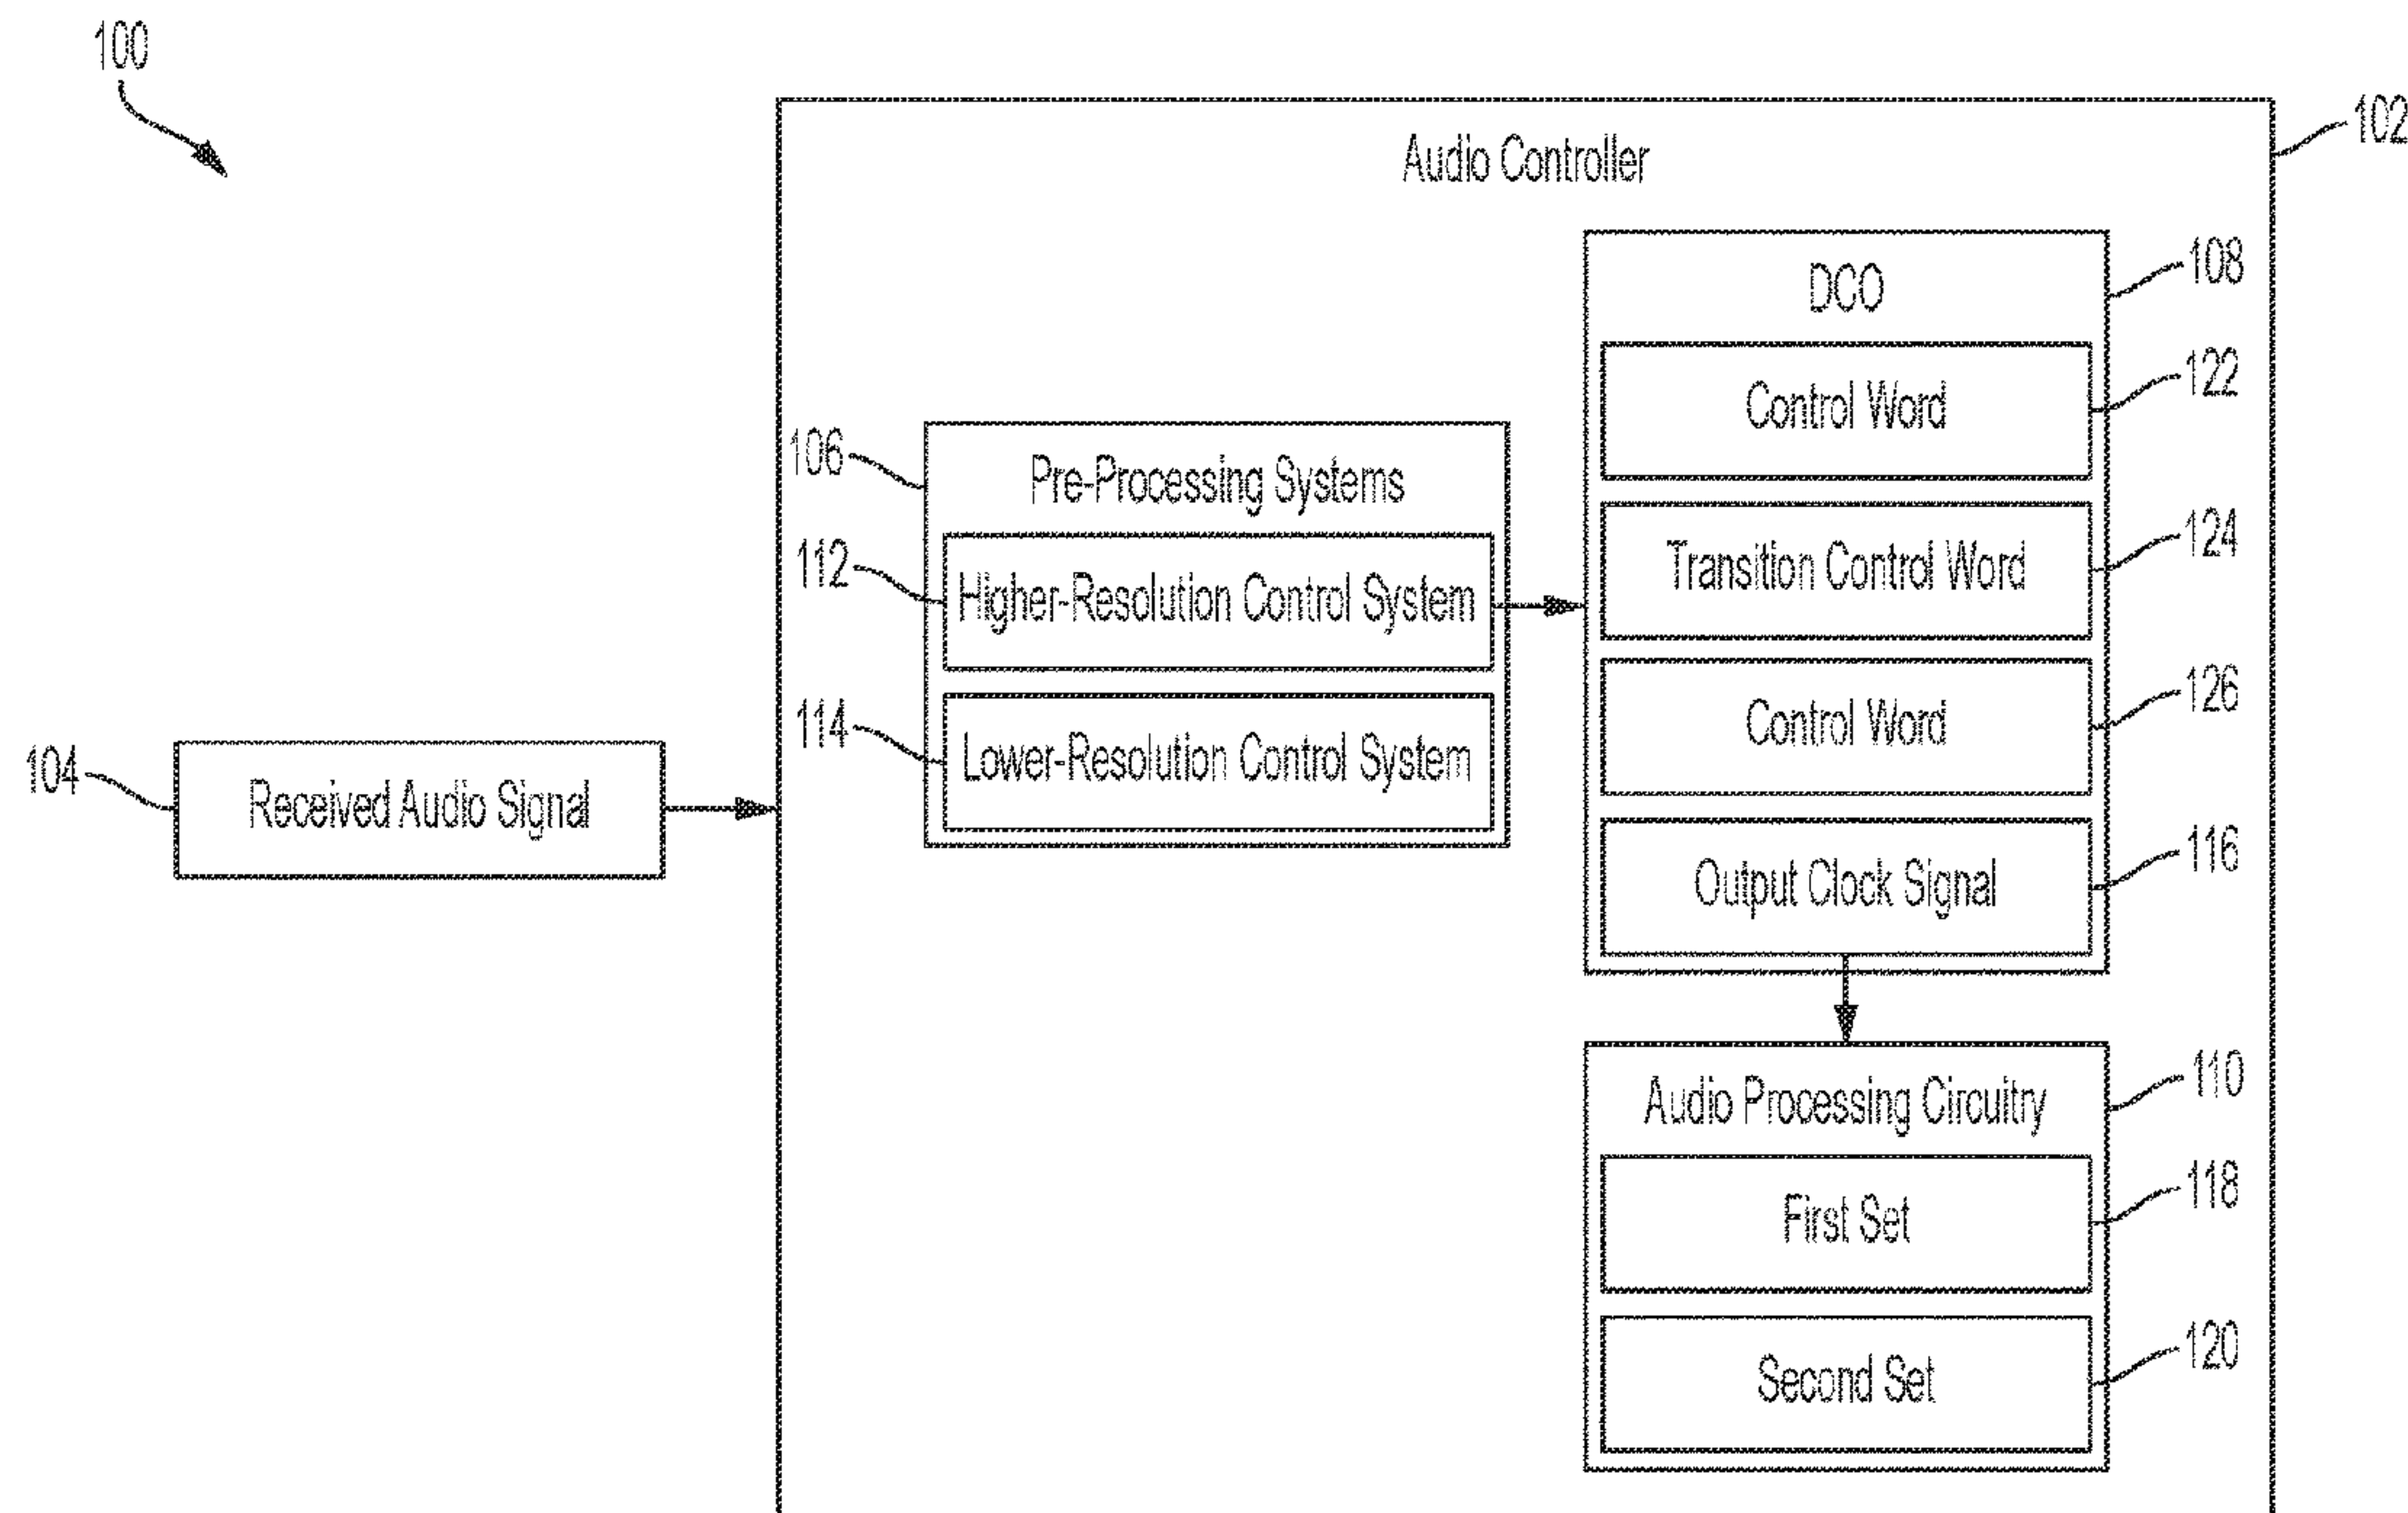 100
102
Audio Controller
DCO
108
Control Word
122
106
Pre-Processing Systems
Transition Control Word
124
112
Higher-Resolution Control System
Control Word
126
114
Lower-Resolution Control System
104
Received Audio Signal
Output Clock Signal
116
Audio Processing Circuitry
110
First Set
118
Second Set
120